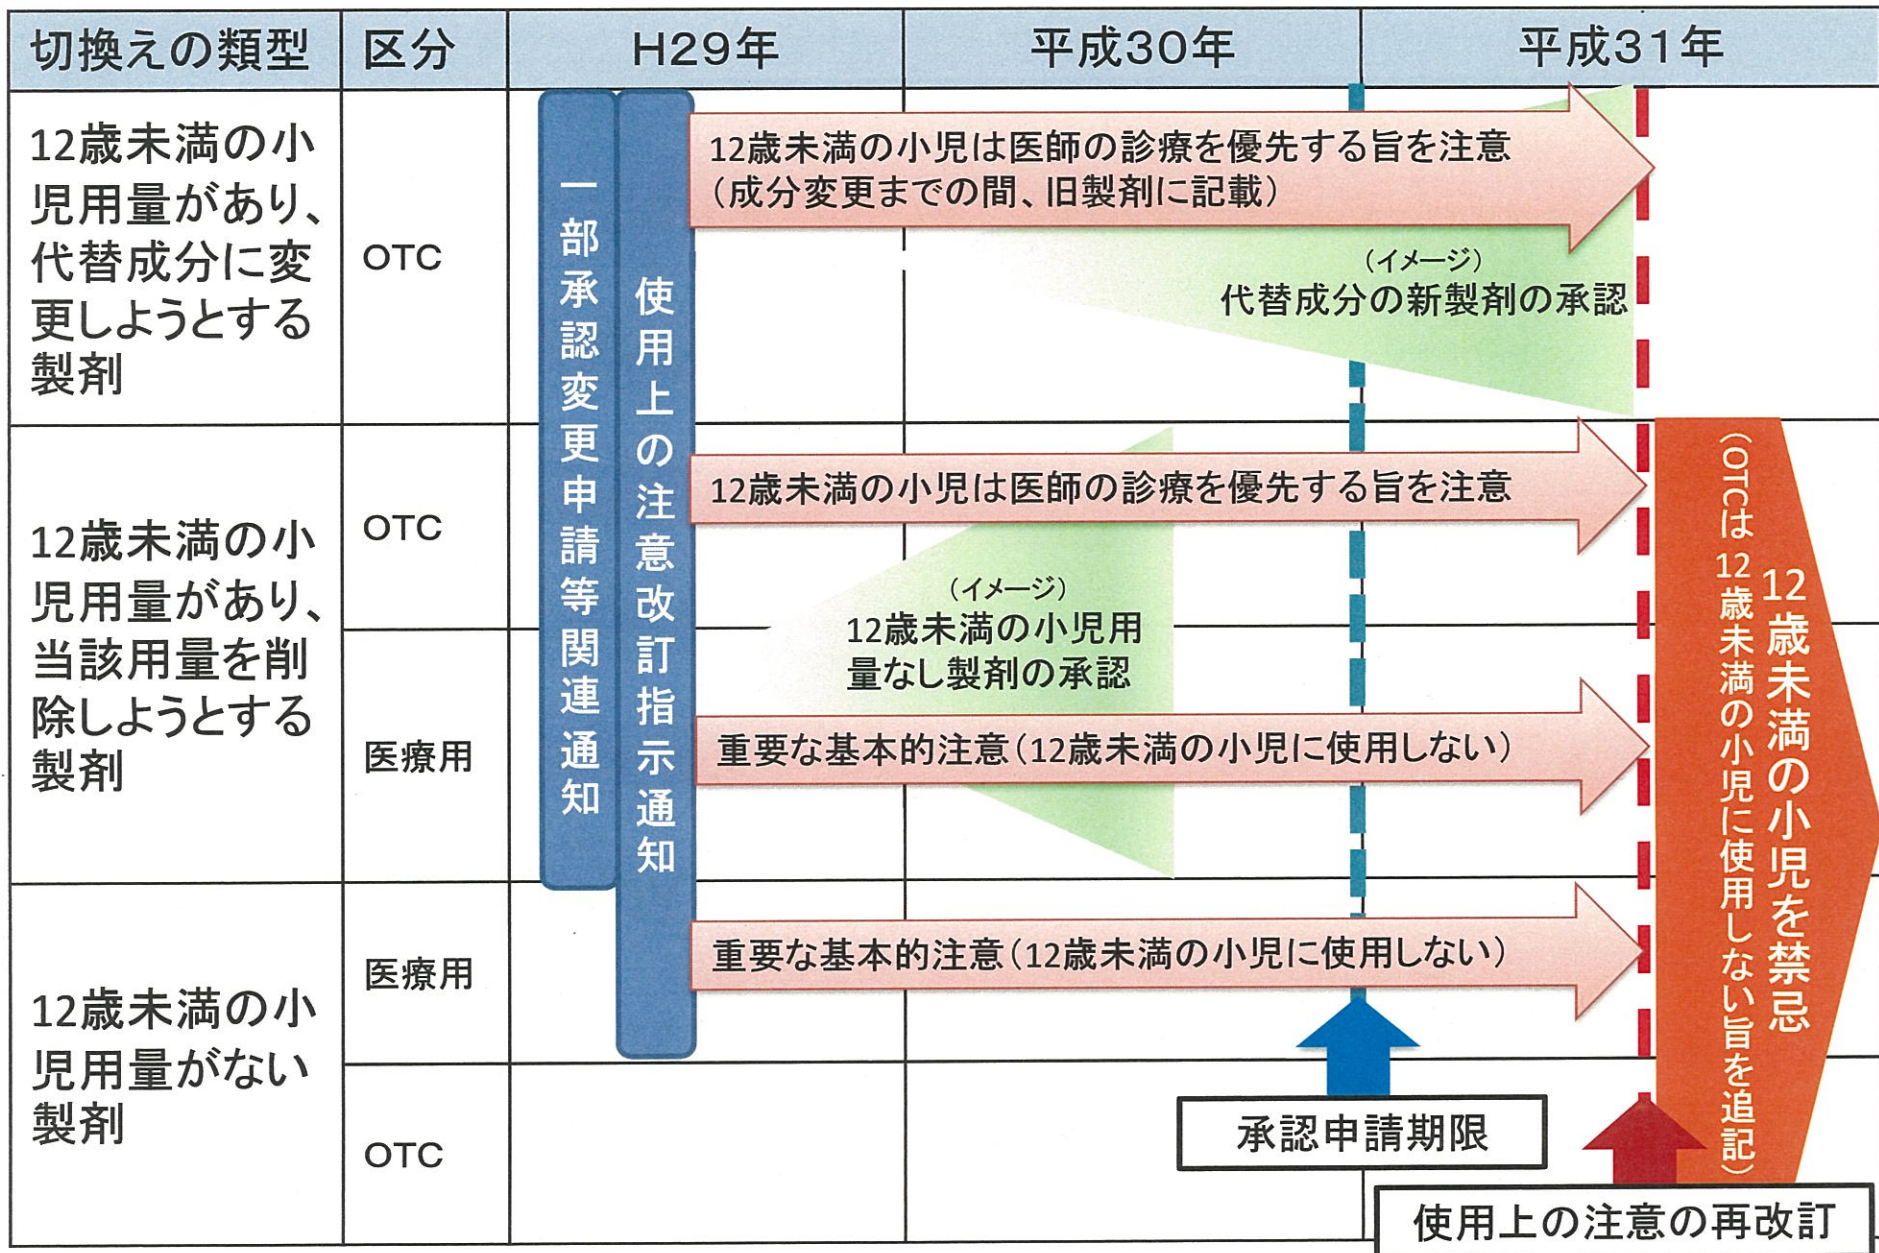 切換えの類型
区分
H29年
平成30年
平成31年
12歳未満の小
児用量があり、
代替成分に変
更しようとする
製剤
OTC
一部承認変更申請等関連通知
使用上の注意改訂指示通知
12歳未満の小児は医師の診療を優先する旨を注意
（成分変更までの間、旧製剤に記載）
（イメージ）
代替成分の新製剤の承認
12歳未満の小
児用量があり、
当該用量を削
除しようとする
製剤
OTC
12歳未満の小児は医師の診療を優先する旨を注意
（イメージ）
12歳未満の小児用
量なし製剤の承認
医療用
重要な基本的注意（12歳未満の小児に使用しない）
12歳未満の小児を禁忌
（OTCは12歳未満の小児に使用しない旨を追記）
12歳未満の小
児用量がない
製剤
医療用
重要な基本的注意（12歳未満の小児に使用しない）
OTC
承認申請期限
使用上の注意の再改訂